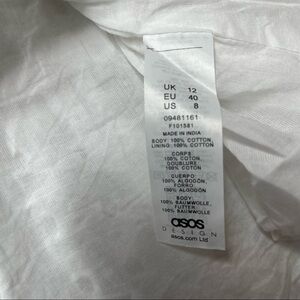 UK 12
EU 40
US 8
09481161
F101581
MADE IN INDIA
BODY: 100% COTTON,
LINING: 100% COTTON
CORPS:
100% COTON,
DOUBLURE:
100% COTON
CUERPO:
100% ALGODÓN,
FORRO:
100% ALGODÓN
BODY:
100% BAUMWOLLE,
FUTTER:
100% BAUMWOLLE
asos
DESIGN
asos.com Ltd